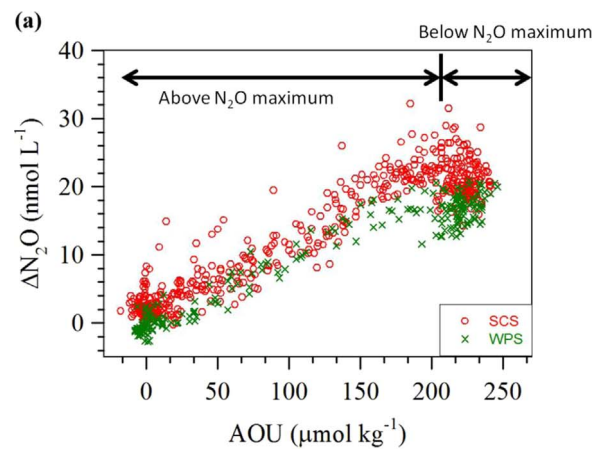 (a)
Below N₂O maximum
Above N₂O maximum
40
30
20
10
0
ΔN₂O (nmol L⁻¹)
SCS
WPS
0 50 100 150 200 250
AOU (μmol kg⁻¹)